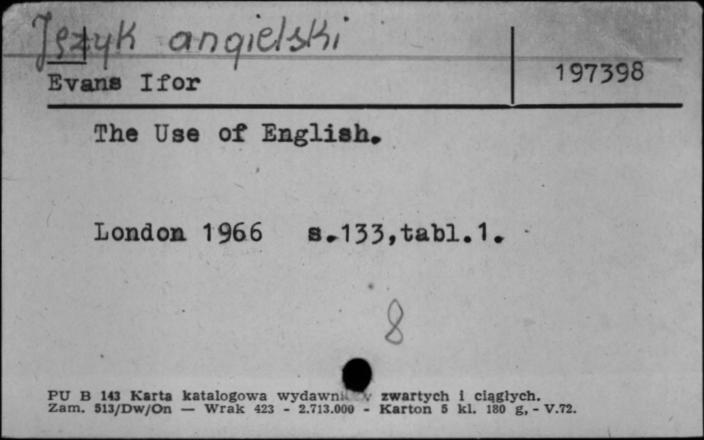 Język angielski
Evans Ifor
197398
The Use of English.
London 1966 s.133,tabl.1.
8
PU B 143 Karta katalogowa wydawnictw zwartych i ciągłych.
Zam. 513/Dw/On — Wrak 423 - 2.713.000 - Karton 5 kl. 180 g, - V.72.